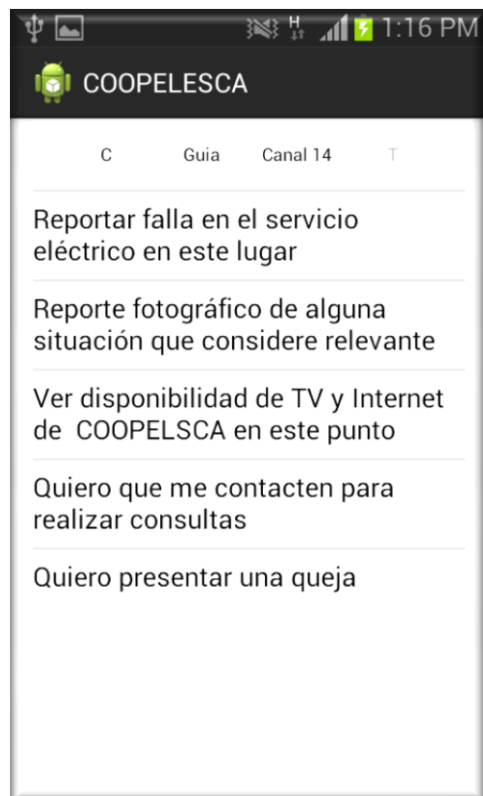 H 1:16 PM
COOPELESCA
C Guia Canal 14 T
Reportar falla en el servicio
eléctrico en este lugar
Reporte fotográfico de alguna
situación que considere relevante
Ver disponibilidad de TV y Internet
de  COOPELSCA en este punto
Quiero que me contacten para
realizar consultas
Quiero presentar una queja